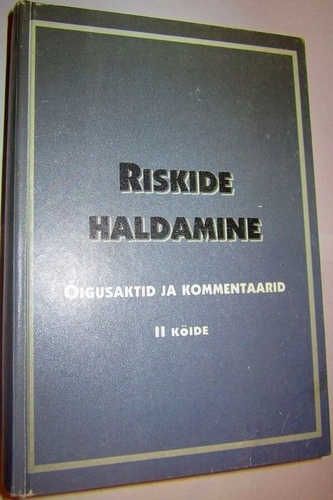 RISKIDE
HALDAMINE
ÕIGUSAKTID JA KOMMENTAARID
II KÖIDE